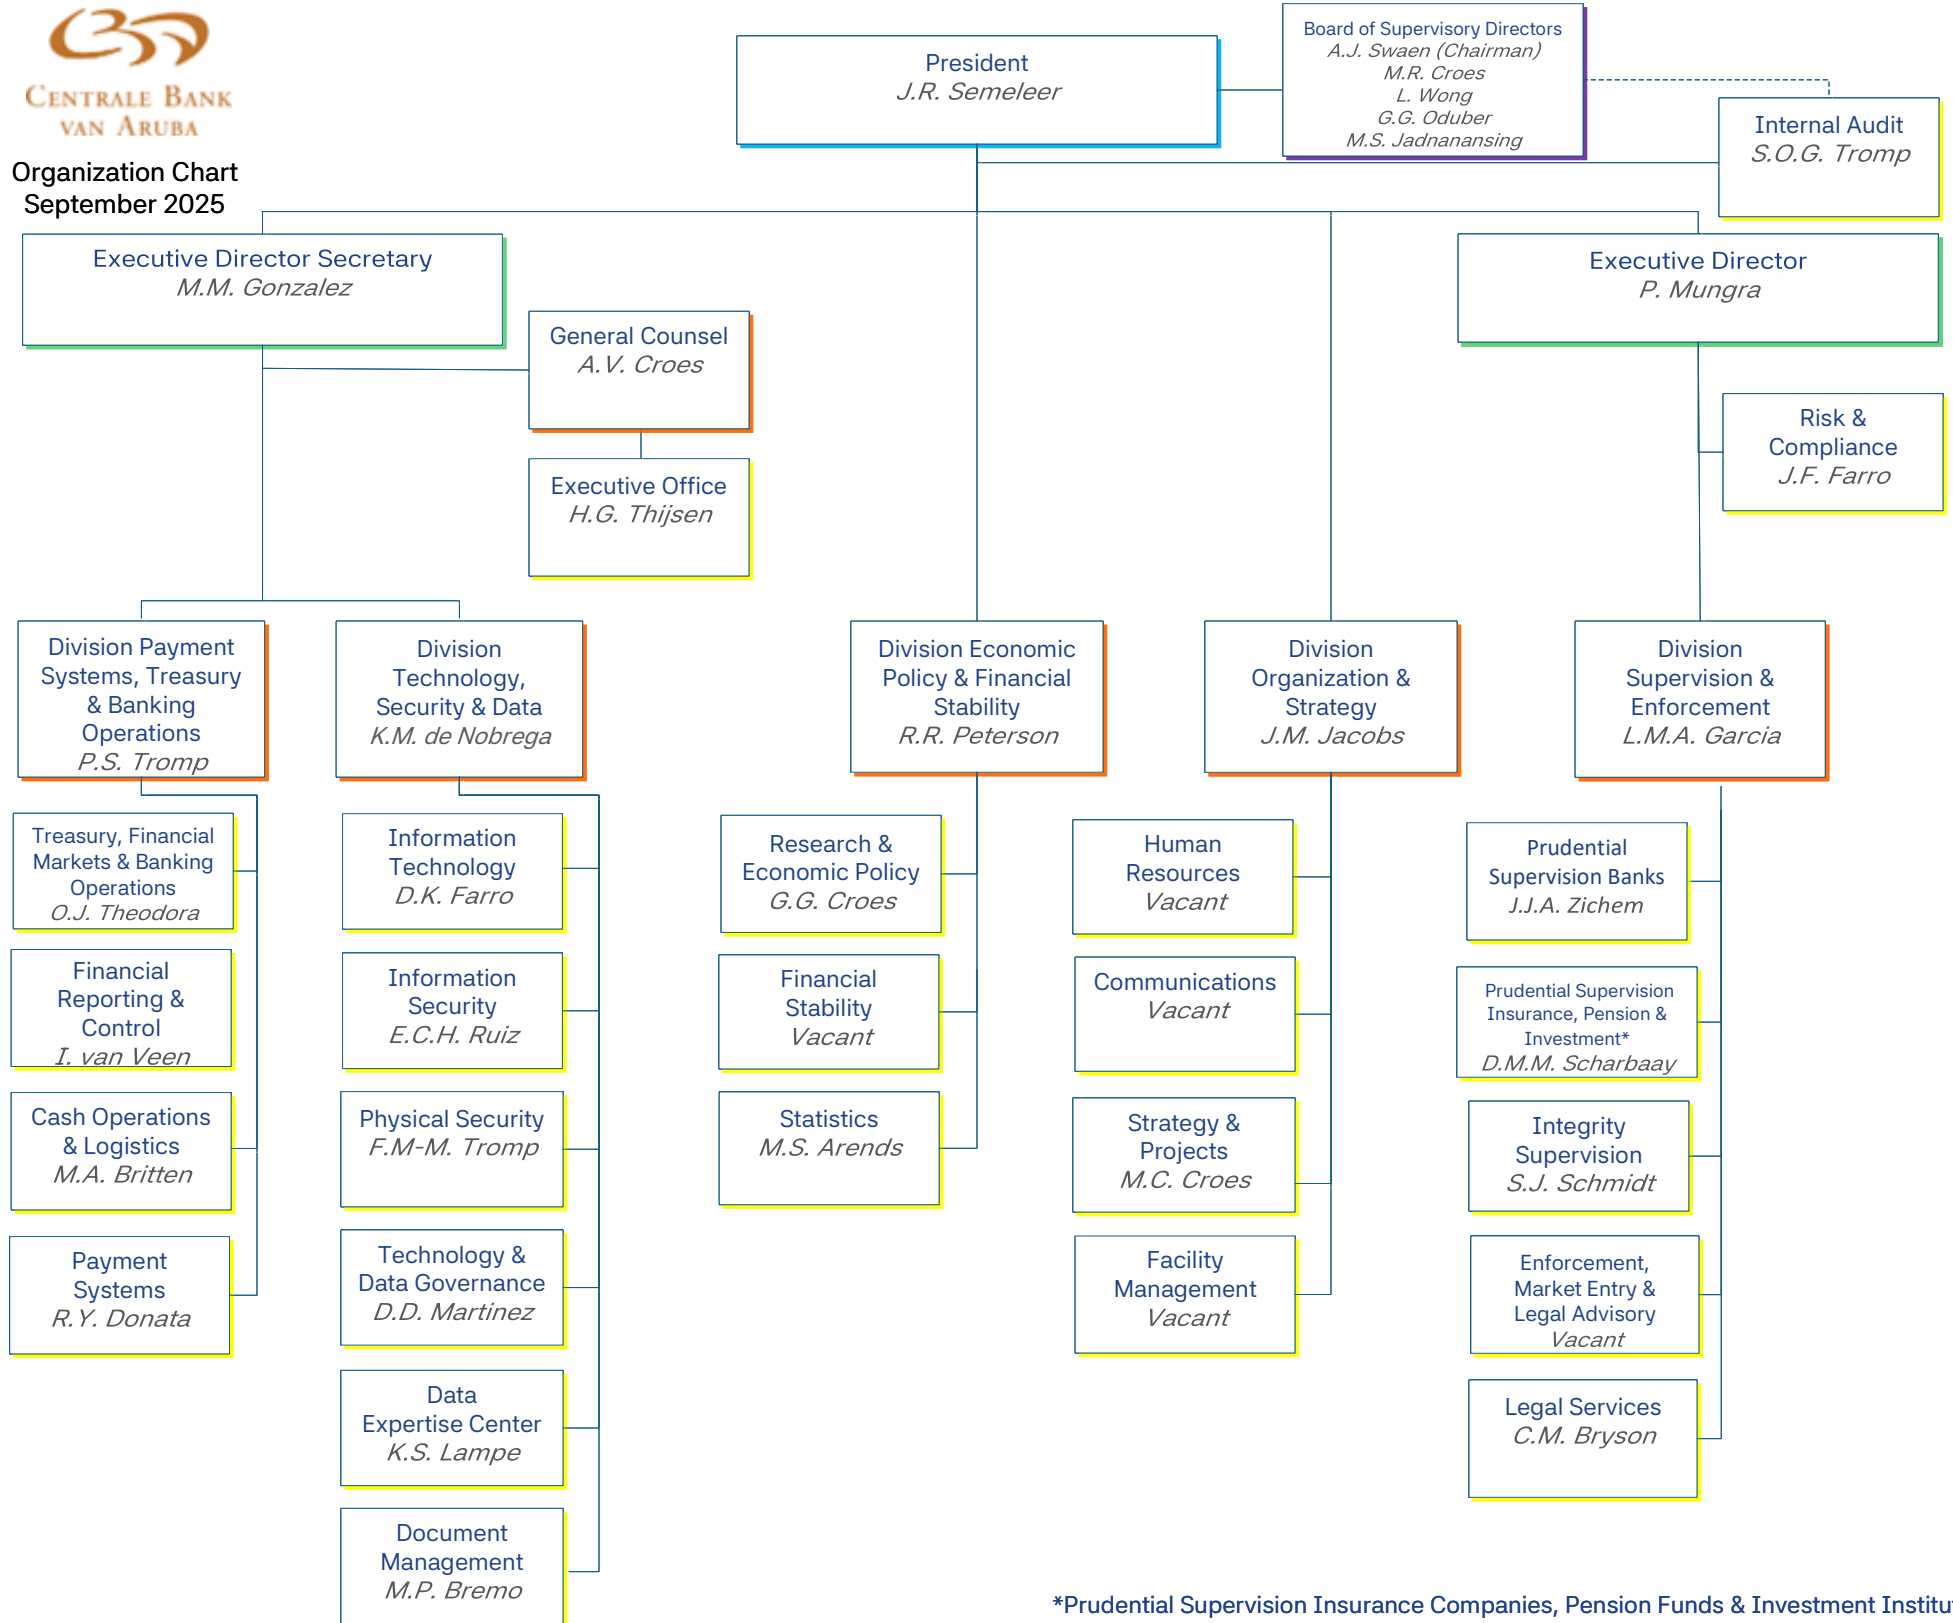 CENTRALE BANK
VAN ARUBA
Organization Chart
September 2025
President
J.R. Semeleer
Board of Supervisory Directors
A.J. Swaen (Chairman)
M.R. Croes
L. Wong
G.G. Oduber
M.S. Jadnanansing
Internal Audit
S.O.G. Tromp
Executive Director Secretary
M.M. Gonzalez
Executive Director
P. Mungra
General Counsel
A.V. Croes
Executive Office
H.G. Thijsen
Risk &
Compliance
J.F. Farro
Division Payment
Systems, Treasury
& Banking
Operations
P.S. Tromp
Division
Technology,
Security & Data
K.M. de Nobrega
Division Economic
Policy & Financial
Stability
R.R. Peterson
Division
Organization &
Strategy
J.M. Jacobs
Division
Supervision &
Enforcement
L.M.A. Garcia
Treasury, Financial
Markets & Banking
Operations
O.J. Theodora
Financial
Reporting &
Control
I. van Veen
Cash Operations
& Logistics
M.A. Britten
Payment
Systems
R.Y. Donata
Information
Technology
D.K. Farro
Information
Security
E.C.H. Ruiz
Physical Security
F.M-M. Tromp
Technology &
Data Governance
D.D. Martinez
Data
Expertise Center
K.S. Lampe
Document
Management
M.P. Bremo
Research &
Economic Policy
G.G. Croes
Financial
Stability
Vacant
Statistics
M.S. Arends
Human
Resources
Vacant
Communications
Vacant
Strategy &
Projects
M.C. Croes
Facility
Management
Vacant
Prudential
Supervision Banks
J.J.A. Zichem
Prudential Supervision
Insurance, Pension &
Investment*
D.M.M. Scharbaay
Integrity
Supervision
S.J. Schmidt
Enforcement,
Market Entry &
Legal Advisory
Vacant
Legal Services
C.M. Bryson
*Prudential Supervision Insurance Companies, Pension Funds & Investment Institu